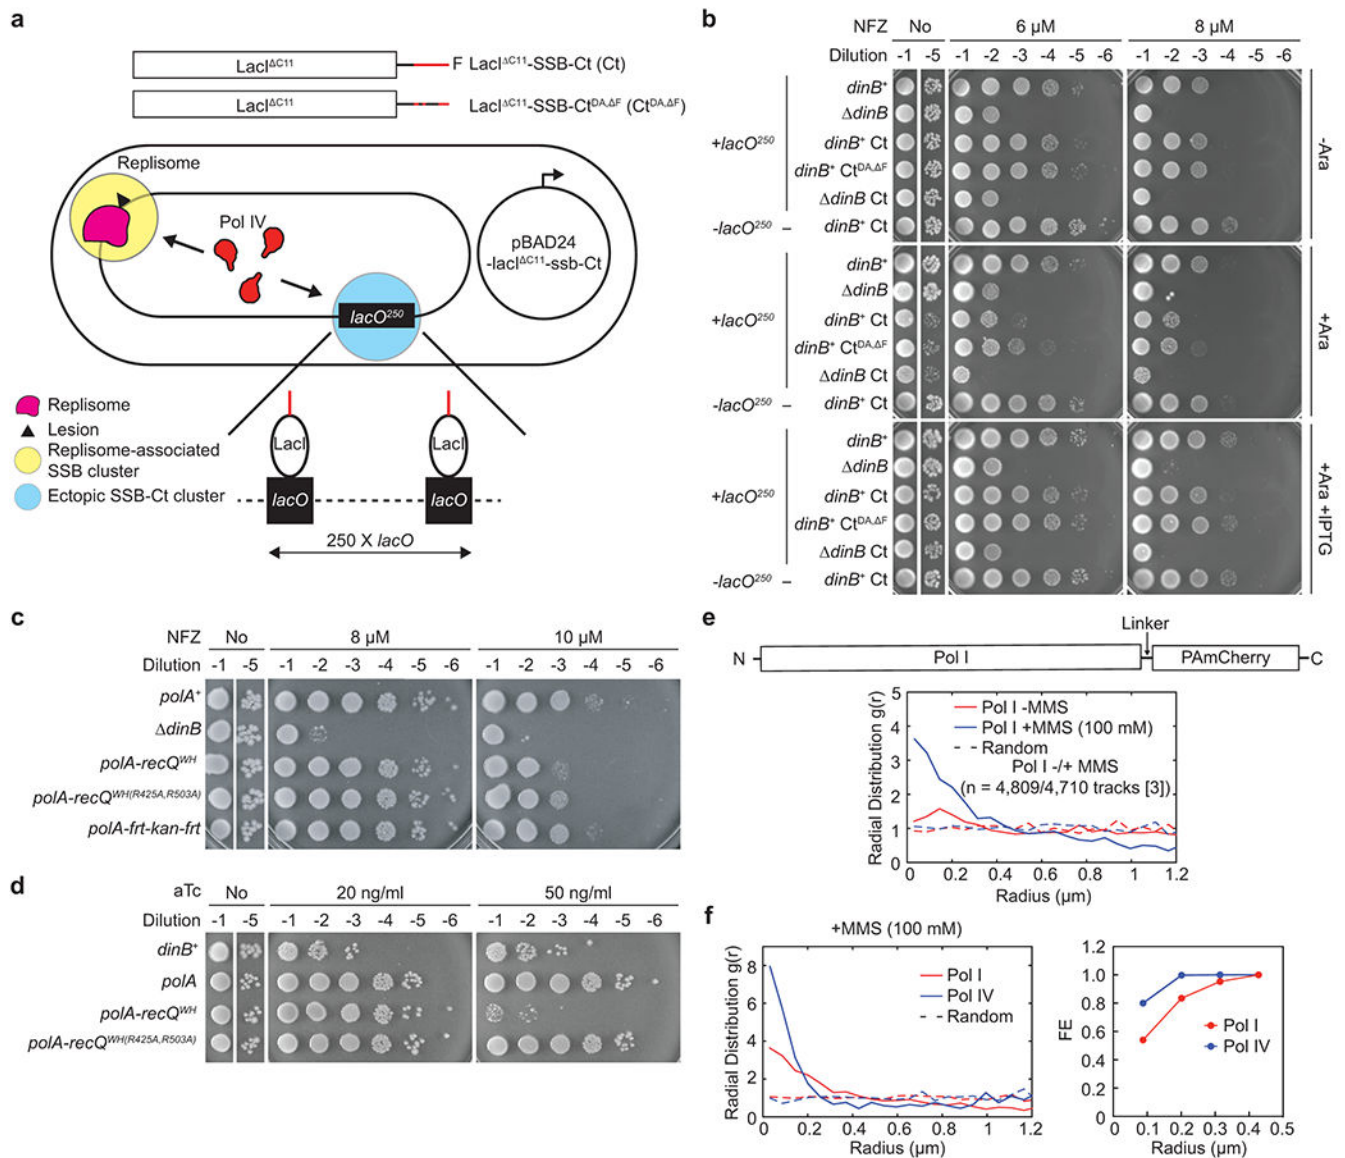 a
LacI^ΔC11
F LacI^ΔC11-SSB-Ct (Ct)
LacI^ΔC11
LacI^ΔC11-SSB-Ct^DA,ΔF (Ct^DA,ΔF)
Replisome
Pol IV
pBAD24
-lacI^ΔC11-ssb-Ct
lacO^250
Replisome
Lesion
Replisome-associated
SSB cluster
Ectopic SSB-Ct cluster
LacI
LacI
lacO
lacO
250 X lacO
b
NFZ No 6 µM 8 µM
Dilution -1 -5 -1 -2 -3 -4 -5 -6 -1 -2 -3 -4 -5 -6
dinB⁺
ΔdinB
+lacO^250
dinB⁺ Ct
dinB⁺ Ct^DA,ΔF
ΔdinB Ct
-lacO^250 – dinB⁺ Ct
-Ara
dinB⁺
ΔdinB
+lacO^250
dinB⁺ Ct
dinB⁺ Ct^DA,ΔF
ΔdinB Ct
-lacO^250 – dinB⁺ Ct
+Ara
dinB⁺
ΔdinB
+lacO^250
dinB⁺ Ct
dinB⁺ Ct^DA,ΔF
ΔdinB Ct
-lacO^250 – dinB⁺ Ct
+Ara +IPTG
c
NFZ No 8 µM 10 µM
Dilution -1 -5 -1 -2 -3 -4 -5 -6 -1 -2 -3 -4 -5 -6
polA⁺
ΔdinB
polA-recQ^WH
polA-recQ^WH(R425A,R503A)
polA-frt-kan-frt
d
aTc No 20 ng/ml 50 ng/ml
Dilution -1 -5 -1 -2 -3 -4 -5 -6 -1 -2 -3 -4 -5 -6
dinB⁺
polA
polA-recQ^WH
polA-recQ^WH(R425A,R503A)
e
Linker
N Pol I PAmCherry C
Radial Distribution g(r)
5
4
3
2
1
0
Pol I -MMS
Pol I +MMS (100 mM)
Random
Pol I -/+ MMS
(n = 4,809/4,710 tracks [3])
0 0.2 0.4 0.6 0.8 1.0 1.2
Radius (µm)
f
+MMS (100 mM)
Radial Distribution g(r)
8
6
4
2
0
Pol I
Pol IV
Random
0 0.2 0.4 0.6 0.8 1.0 1.2
Radius (µm)
FE
1.2
1.0
0.8
0.6
0.4
0.2
0
Pol I
Pol IV
0 0.1 0.2 0.3 0.4 0.5
Radius (µm)